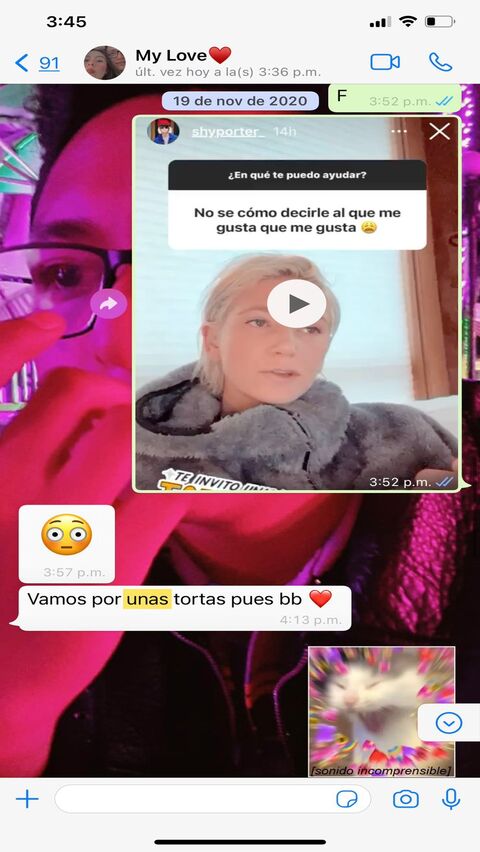 3:45
91
My Love❤️
últ. vez hoy a la(s) 3:36 p.m.
19 de nov de 2020
F
3:52 p.m.
shyporter_ 14h
¿En qué te puedo ayudar?
No se cómo decirle al que me
gusta que me gusta 😩
TE INVITO
3:52 p.m.
😳
3:57 p.m.
Vamos por unas tortas pues bb ❤️
4:13 p.m.
[sonido incomprensible]